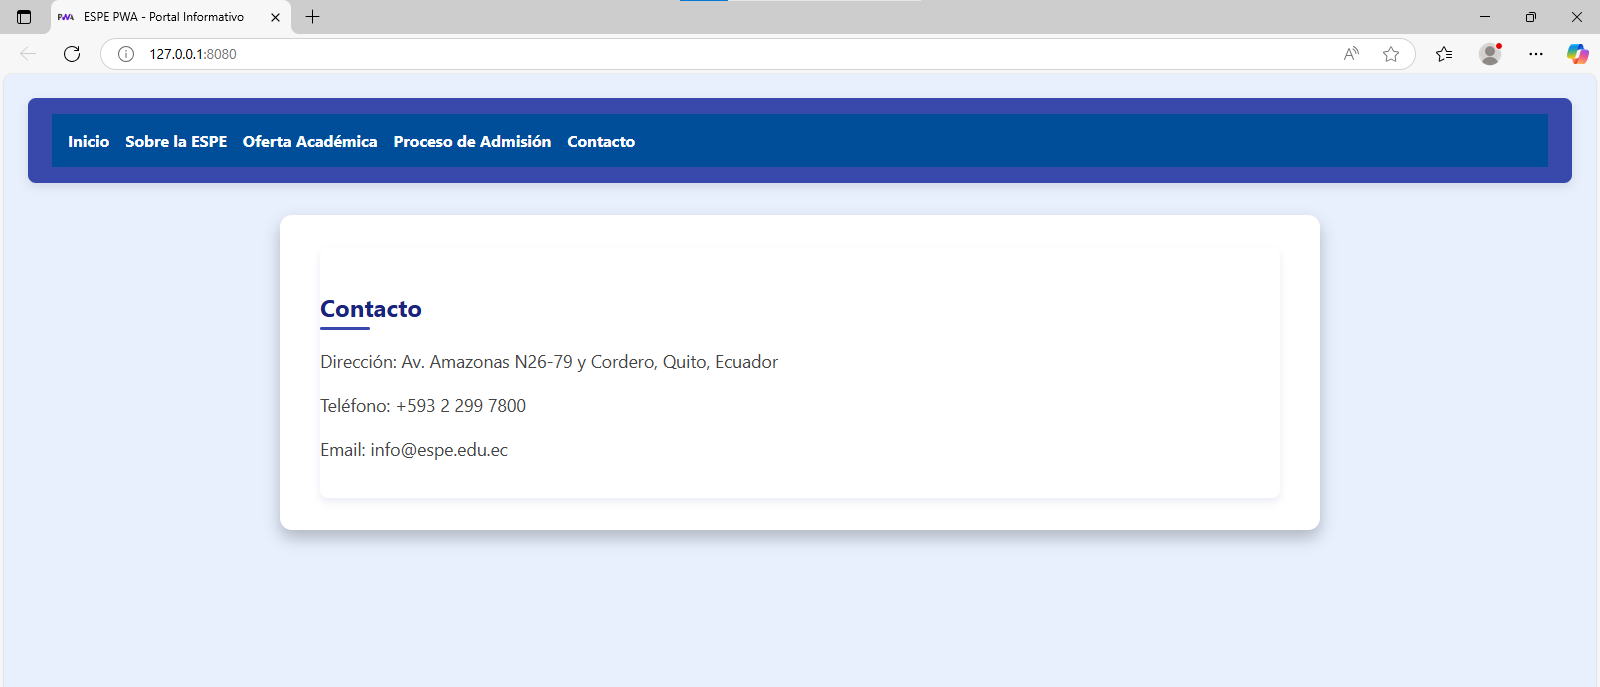 PWA ESPE PWA - Portal Informativo
127.0.0.1:8080
Inicio Sobre la ESPE Oferta Académica Proceso de Admisión Contacto
Contacto
Dirección: Av. Amazonas N26-79 y Cordero, Quito, Ecuador
Teléfono: +593 2 299 7800
Email: info@espe.edu.ec